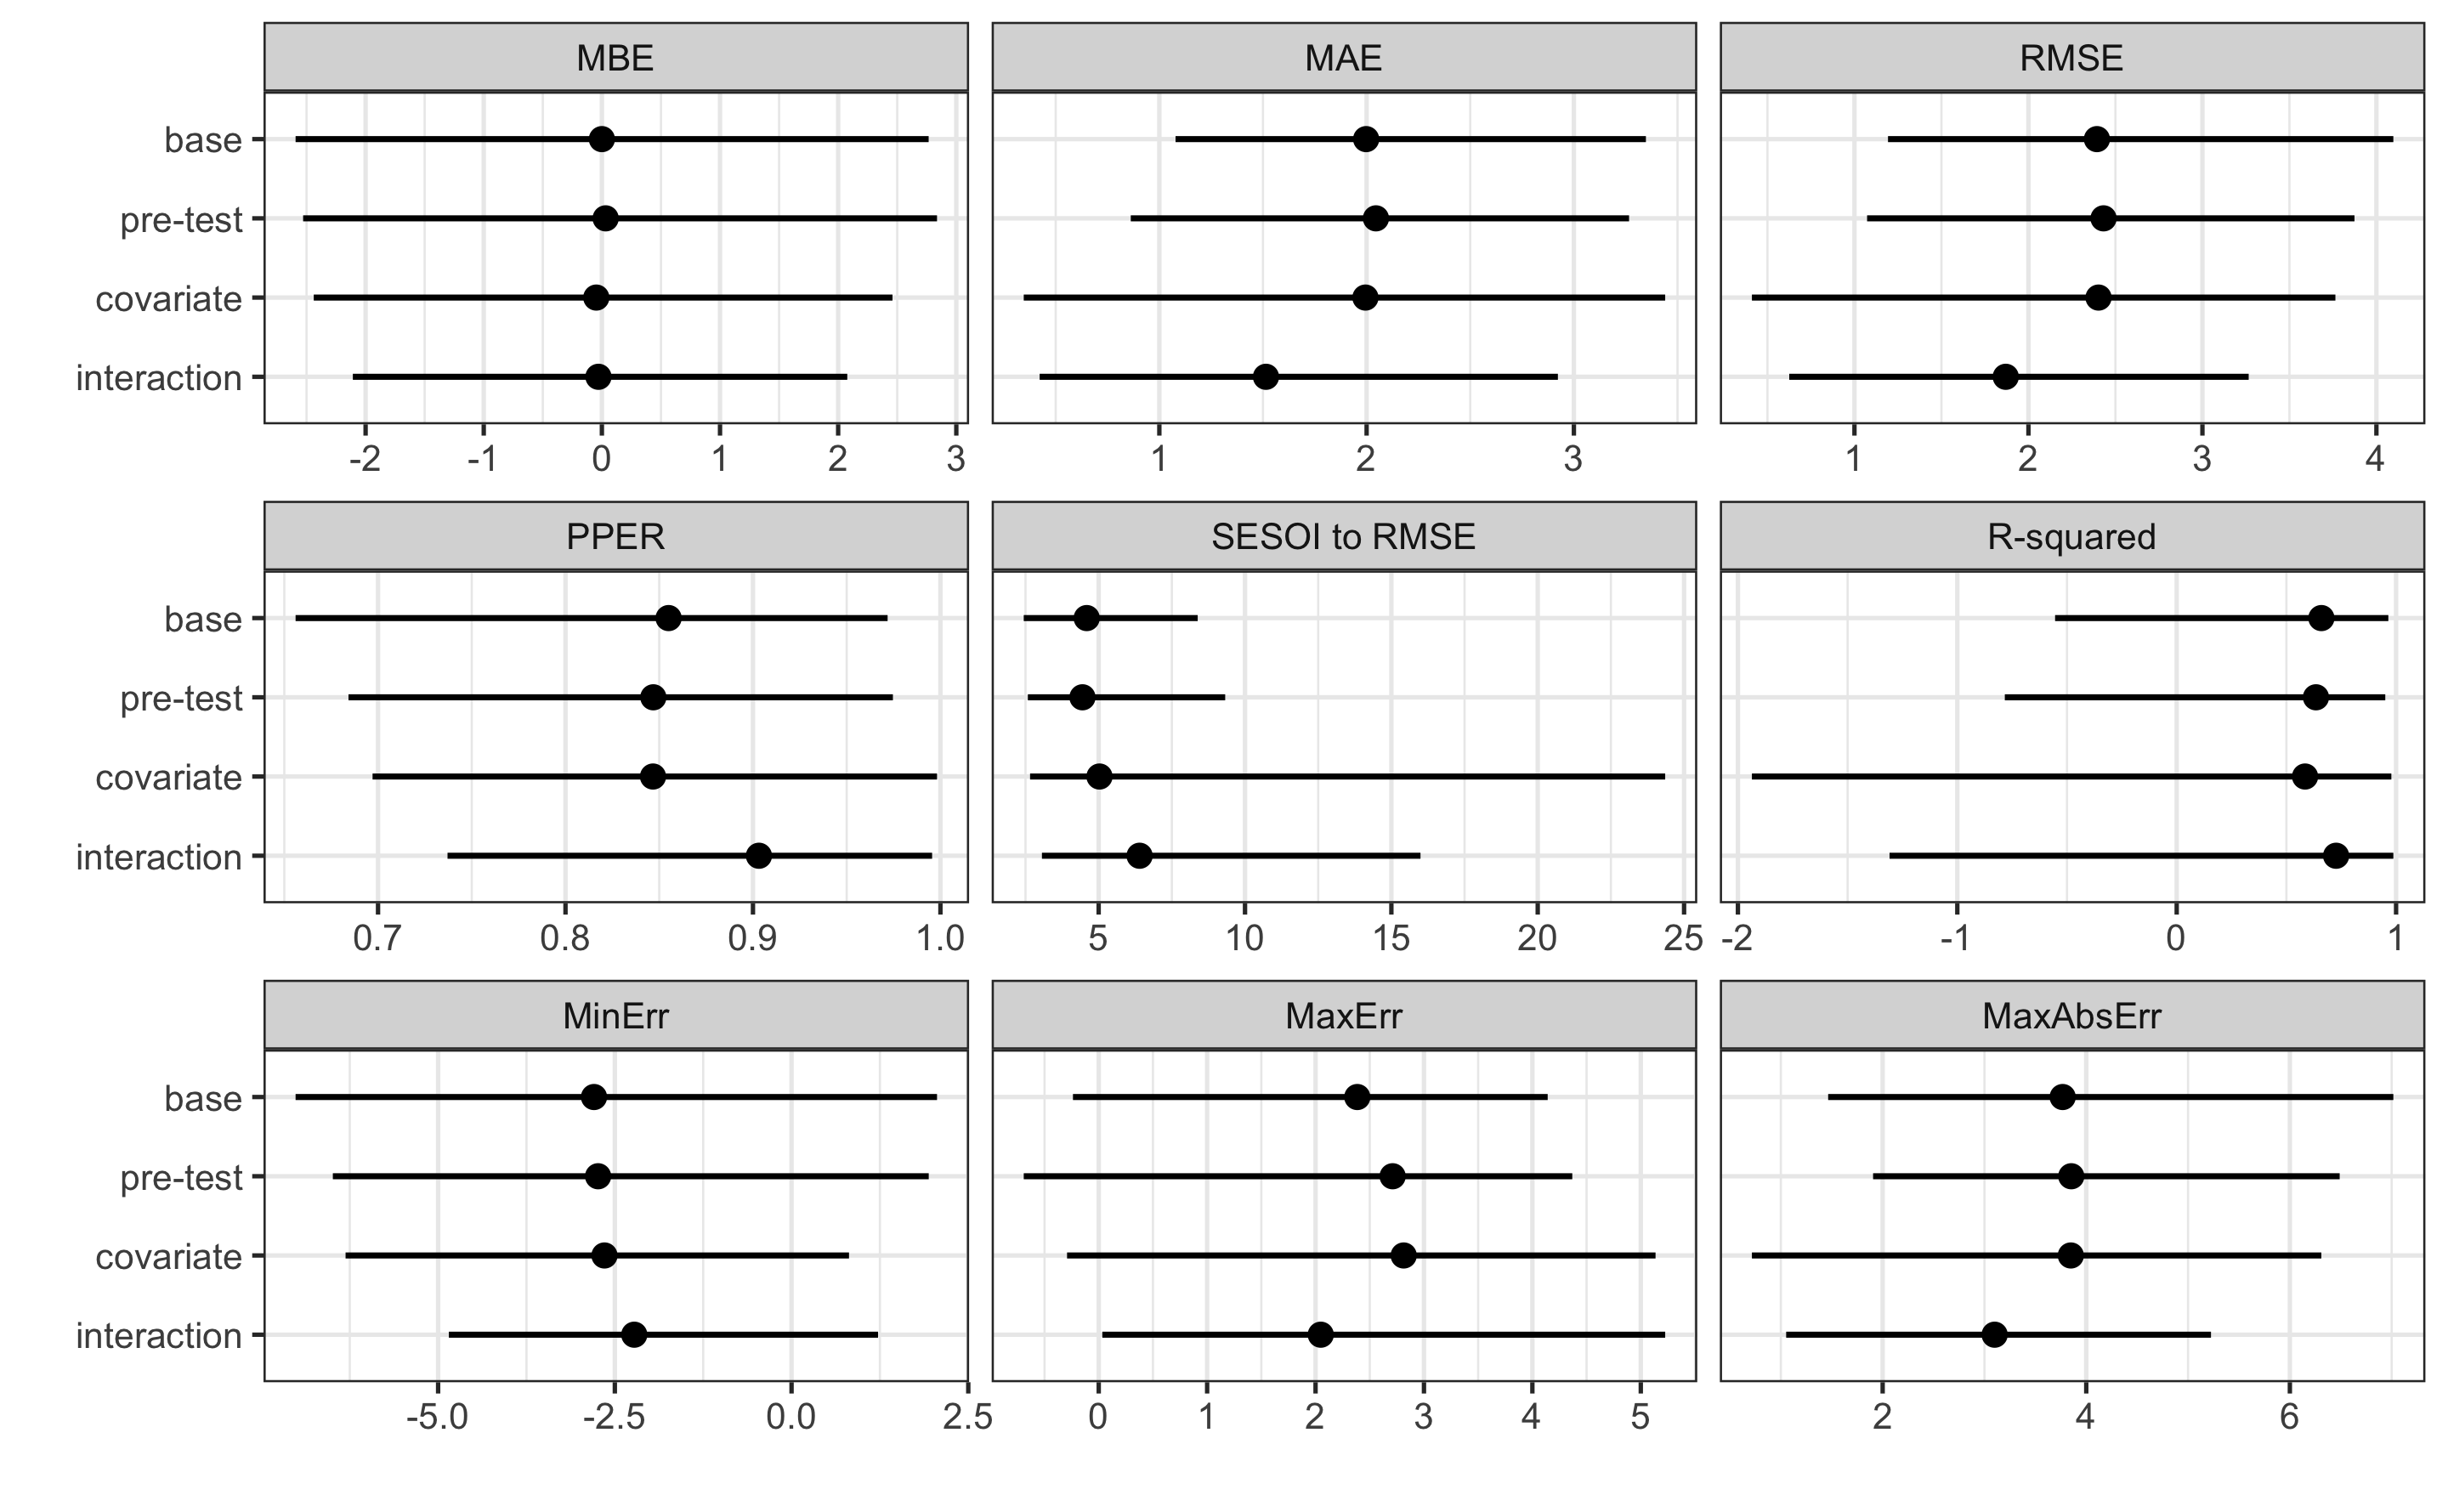 MBE MAE RMSE
base
pre-test
covariate
interaction
-2 -1 0 1 2 3 1 2 3 1 2 3 4
PPER SESOI to RMSE R-squared
base
pre-test
covariate
interaction
0.7 0.8 0.9 1.0 5 10 15 20 25 -2 -1 0 1
MinErr MaxErr MaxAbsErr
base
pre-test
covariate
interaction
-5.0 -2.5 0.0 2.5 0 1 2 3 4 5 2 4 6